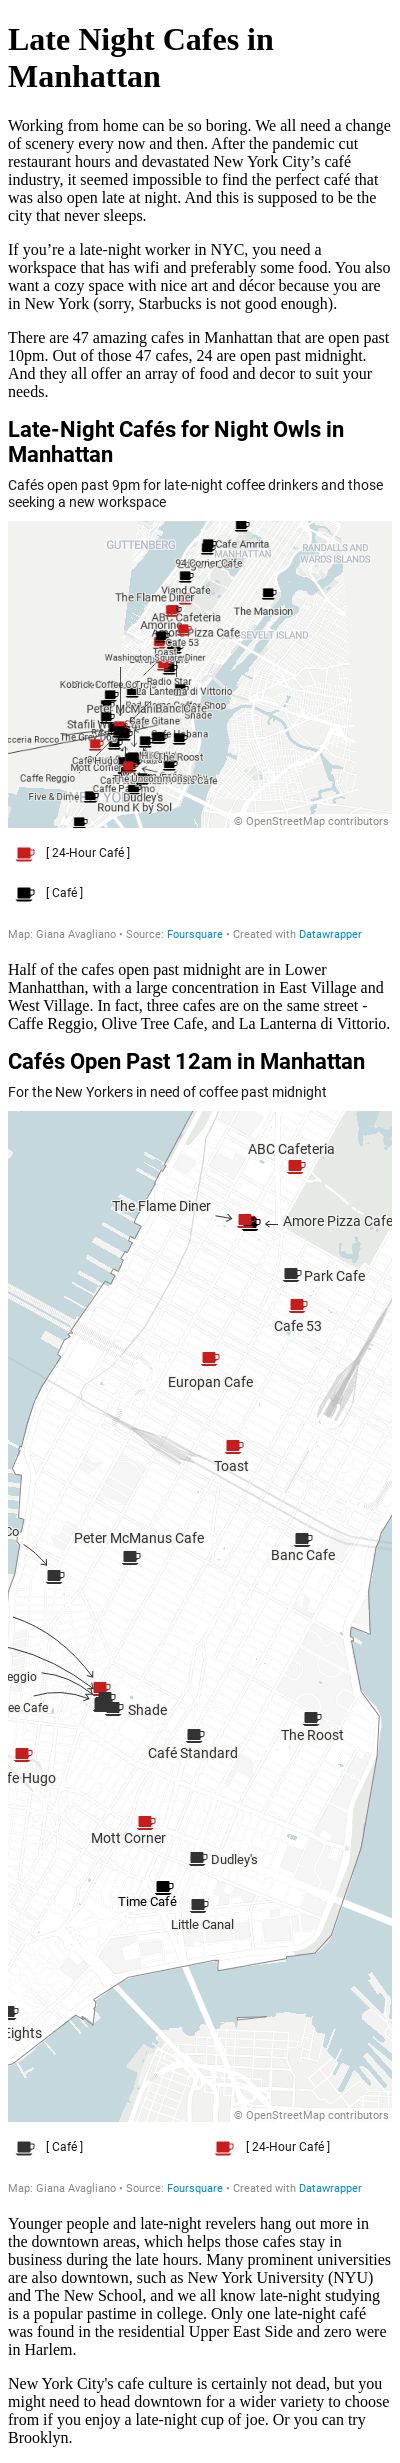 Late Night Cafes in
Manhattan
Working from home can be so boring. We all need a change
of scenery every now and then. After the pandemic cut
restaurant hours and devastated New York City’s café
industry, it seemed impossible to find the perfect café that
was also open late at night. And this is supposed to be the
city that never sleeps.
If you’re a late-night worker in NYC, you need a
workspace that has wifi and preferably some food. You also
want a cozy space with nice art and décor because you are
in New York (sorry, Starbucks is not good enough).
There are 47 amazing cafes in Manhattan that are open past
10pm. Out of those 47 cafes, 24 are open past midnight.
And they all offer an array of food and decor to suit your
needs.
Late-Night Cafés for Night Owls in
Manhattan
Cafés open past 9pm for late-night coffee drinkers and those
seeking a new workspace
GUTTENBERG
Cafe Amrita
MANHATTAN
RANDALLS AND
WARDS ISLANDS
94 Corner Cafe
Viand Cafe
The Flame Diner
The Mansion
ABC Cafeteria
Amorino
Amore Pizza Cafe
Cafe 53
Toast
Washington Square Diner
Radio Star
La Lanterna di Vittorio
Peter McManus Cafe
Banc Cafe
Shade
Cafe Gitane
Stafili
The Grey Dog
Cafe Habana
cceria Rocco
The Roost
Cafe Hugo
Mott Corner
Caffe Reggio
The Uncommons
Five & Dime
Dudley's
Round K by Sol
© OpenStreetMap contributors
[ 24-Hour Café ]
[ Café ]
Map: Giana Avagliano • Source: Foursquare • Created with Datawrapper
Half of the cafes open past midnight are in Lower
Manhatthan, with a large concentration in East Village and
West Village. In fact, three cafes are on the same street -
Caffe Reggio, Olive Tree Cafe, and La Lanterna di Vittorio.
Cafés Open Past 12am in Manhattan
For the New Yorkers in need of coffee past midnight
ABC Cafeteria
The Flame Diner
Amore Pizza Cafe
Park Cafe
Cafe 53
Europan Cafe
Toast
Co
Peter McManus Cafe
Banc Cafe
eggio
ee Cafe
Shade
The Roost
Café Standard
fe Hugo
Mott Corner
Dudley's
Time Café
Little Canal
Eights
© OpenStreetMap contributors
[ Café ]
[ 24-Hour Café ]
Map: Giana Avagliano • Source: Foursquare • Created with Datawrapper
Younger people and late-night revelers hang out more in
the downtown areas, which helps those cafes stay in
business during the late hours. Many prominent universities
are also downtown, such as New York University (NYU)
and The New School, and we all know late-night studying
is a popular pastime in college. Only one late-night café
was found in the residential Upper East Side and zero were
in Harlem.
New York City's cafe culture is certainly not dead, but you
might need to head downtown for a wider variety to choose
from if you enjoy a late-night cup of joe. Or you can try
Brooklyn.